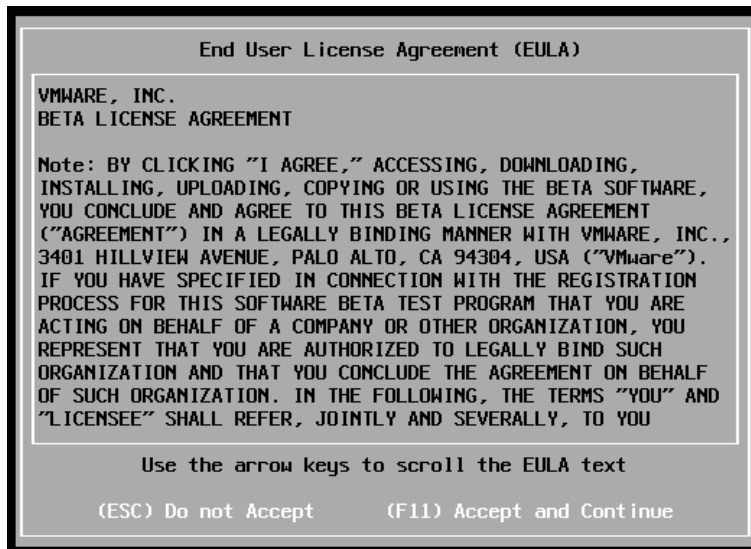 End User License Agreement (EULA)
VMWARE, INC.
BETA LICENSE AGREEMENT
Note: BY CLICKING "I AGREE," ACCESSING, DOWNLOADING,
INSTALLING, UPLOADING, COPYING OR USING THE BETA SOFTWARE,
YOU CONCLUDE AND AGREE TO THIS BETA LICENSE AGREEMENT
("AGREEMENT") IN A LEGALLY BINDING MANNER WITH VMWARE, INC.,
3401 HILLVIEW AVENUE, PALO ALTO, CA 94304, USA ("VMware").
IF YOU HAVE SPECIFIED IN CONNECTION WITH THE REGISTRATION
PROCESS FOR THIS SOFTWARE BETA TEST PROGRAM THAT YOU ARE
ACTING ON BEHALF OF A COMPANY OR OTHER ORGANIZATION, YOU
REPRESENT THAT YOU ARE AUTHORIZED TO LEGALLY BIND SUCH
ORGANIZATION AND THAT YOU CONCLUDE THE AGREEMENT ON BEHALF
OF SUCH ORGANIZATION. IN THE FOLLOWING, THE TERMS "YOU" AND
"LICENSEE" SHALL REFER, JOINTLY AND SEVERALLY, TO YOU
Use the arrow keys to scroll the EULA text
(ESC) Do not Accept (F11) Accept and Continue